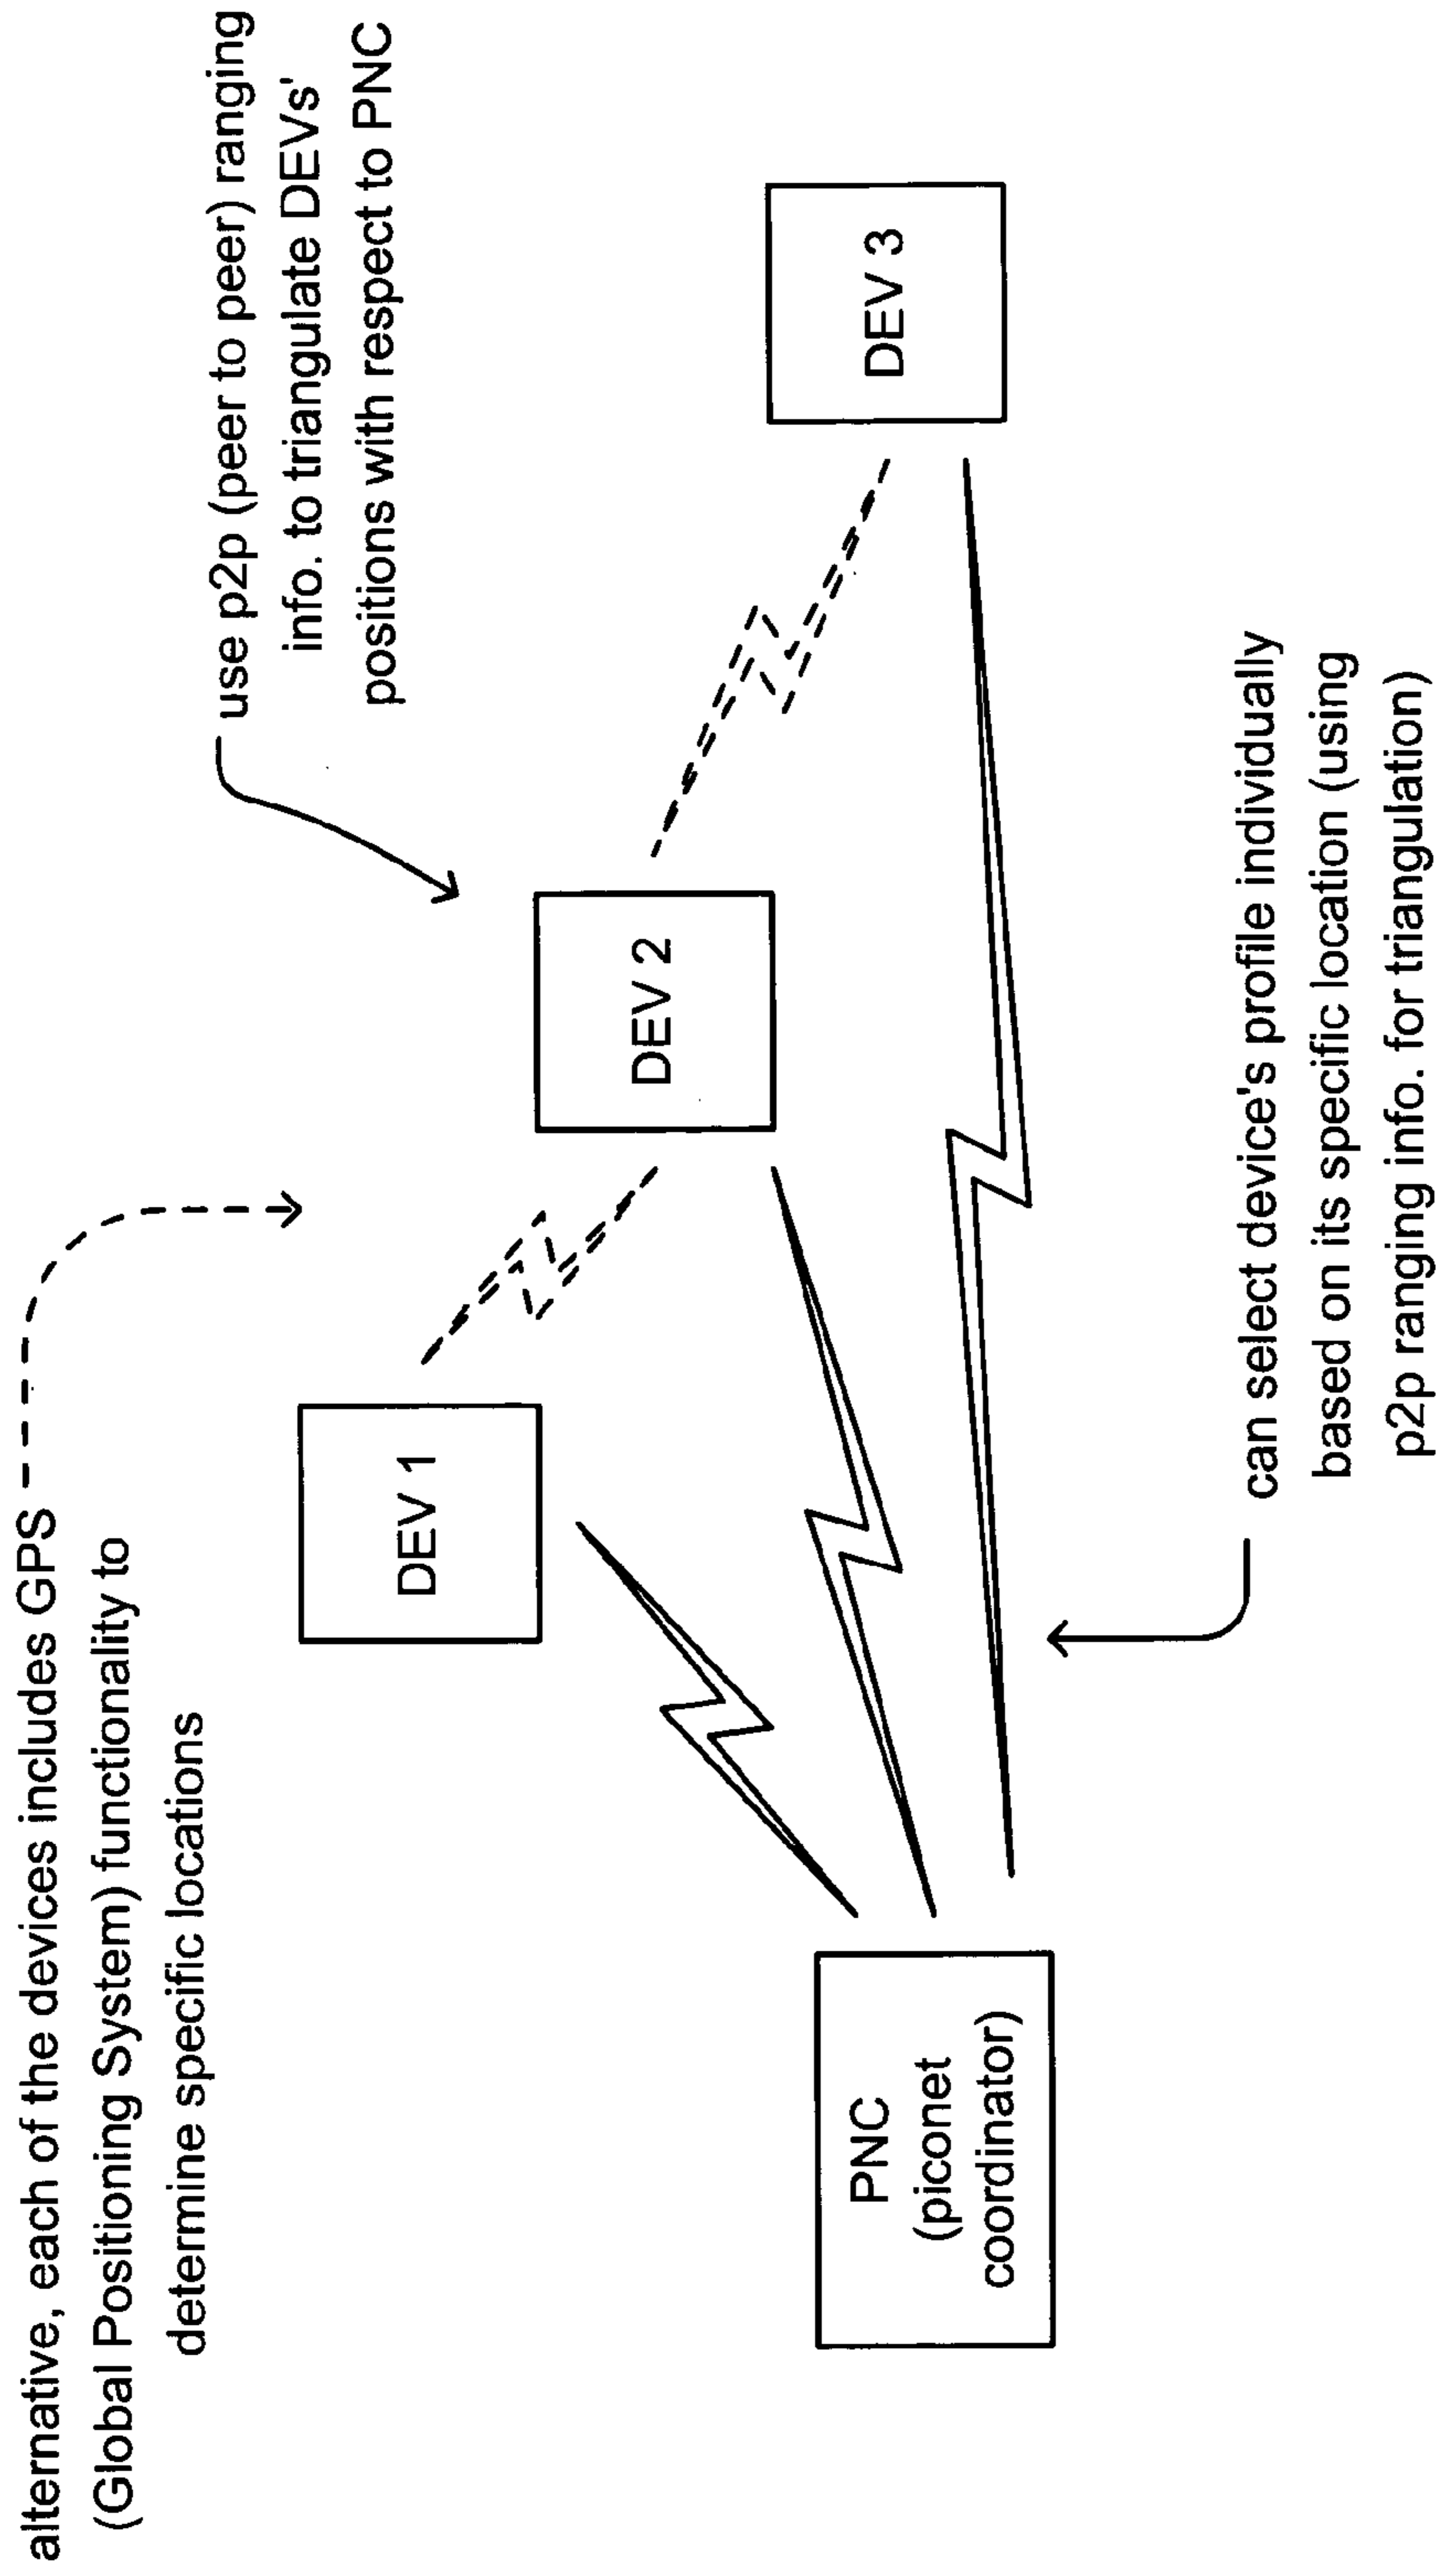 alternative, each of the devices includes GPS
(Global Positioning System) functionality to
determine specific locations
use p2p (peer to peer) ranging
info. to triangulate DEVs'
positions with respect to PNC
DEV 1
DEV 2
DEV 3
PNC
(piconet
coordinator)
can select device's profile individually
based on its specific location (using
p2p ranging info. for triangulation)